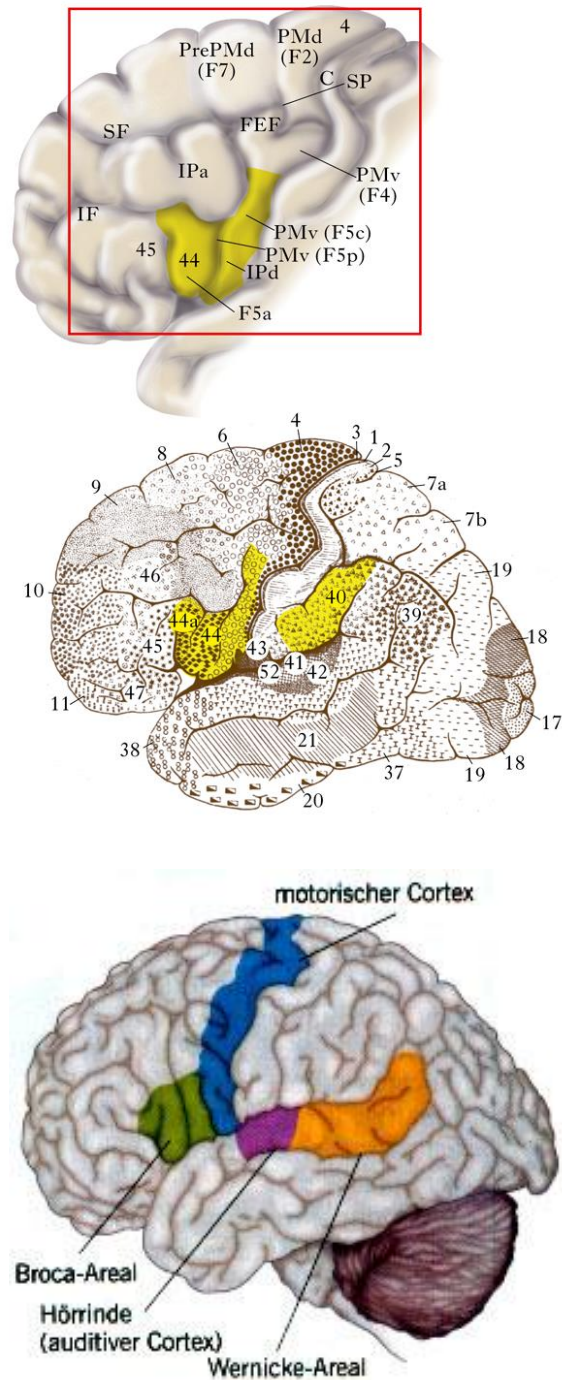 PrePMd
(F7)
PMd
(F2)
4
C
SP
FEF
SF
IPa
PMv
(F4)
IF
PMv (F5c)
45
44
PMv (F5p)
IPd
F5a
4
3
1
2
5
6
8
7a
7b
9
46
10
19
40
39
18
44a
44
45
43
41
42
52
47
11
17
38
21
37
19
18
20
motorischer Cortex
Broca-Areal
Hörrinde
(auditiver Cortex)
Wernicke-Areal